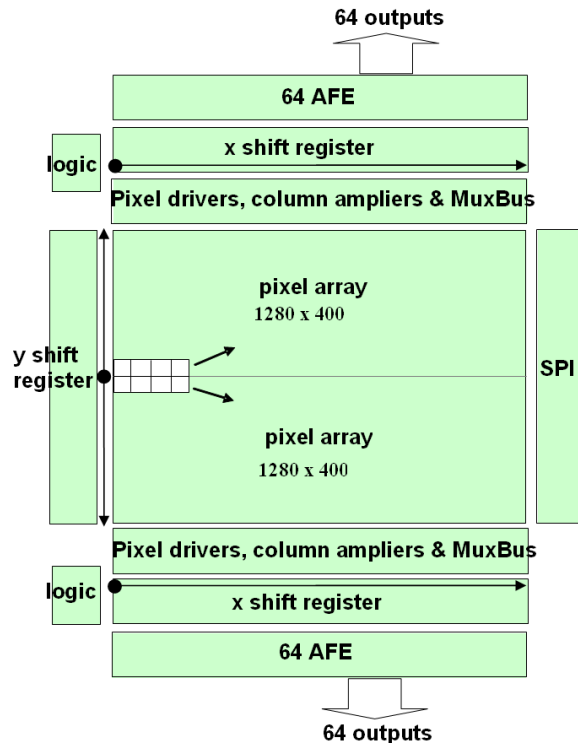 64 outputs
64 AFE
logic
x shift register
Pixel drivers, column ampliers & MuxBus
pixel array
1280 x 400
y shift
register
SPI
pixel array
1280 x 400
Pixel drivers, column ampliers & MuxBus
logic
x shift register
64 AFE
64 outputs